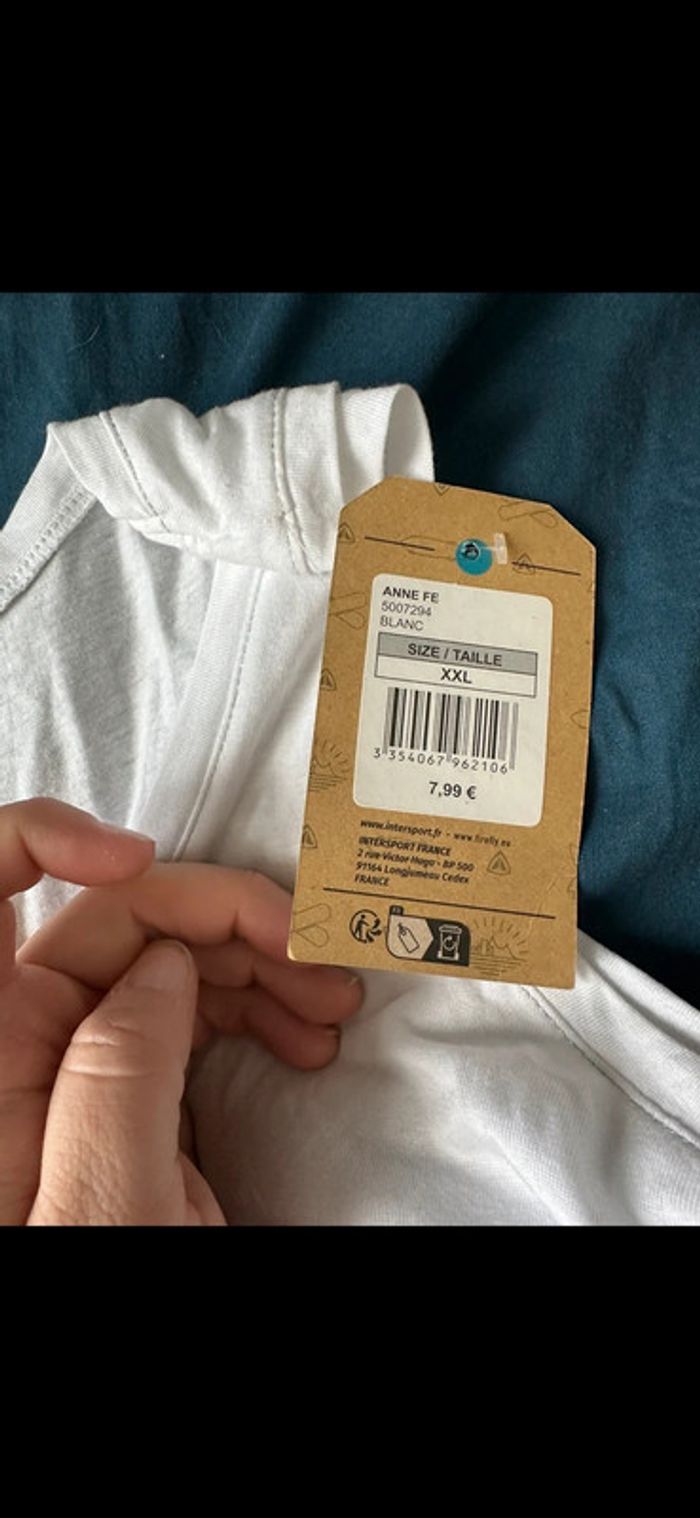 ANNE FE
5007294
BLANC
SIZE / TAILLE
XXL
3 354067 962106
7,99 €
www.intersport.fr - www.firefly.eu
INTERSPORT FRANCE
2 rue Victor Hugo - BP 500
91164 Longjumeau Cedex
FRANCE